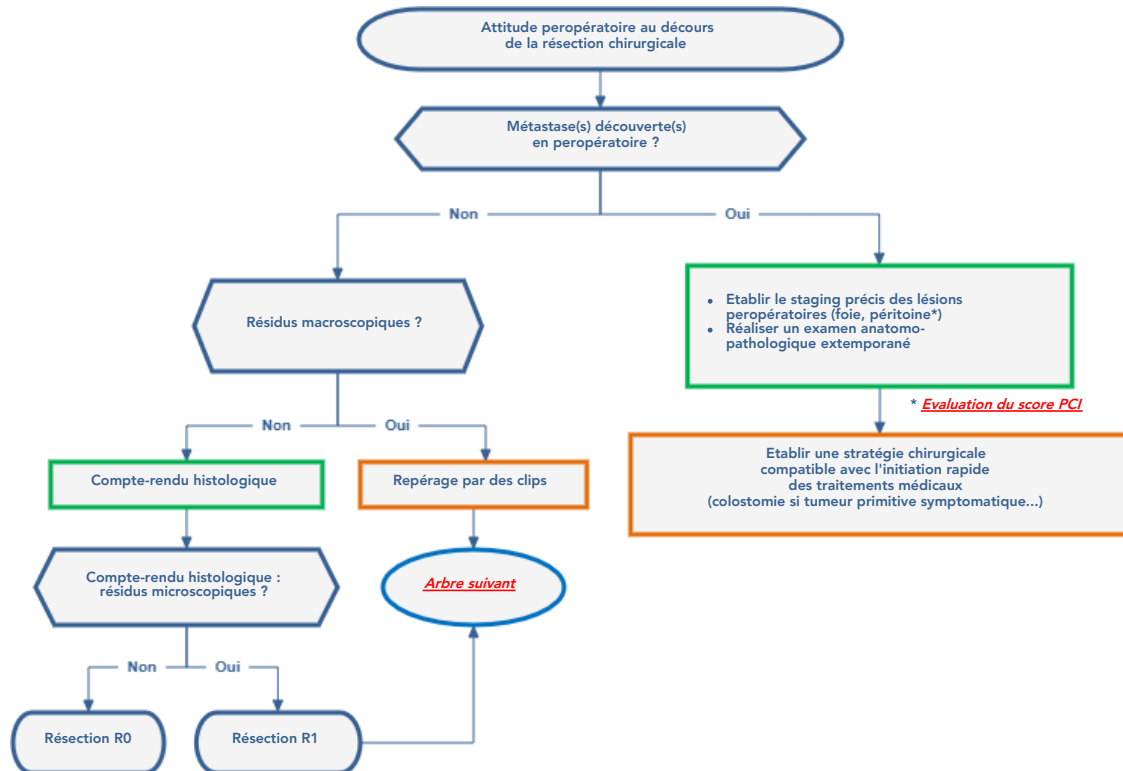 Attitude peropératoire au décours
de la résection chirurgicale
Métastase(s) découverte(s)
en peropératoire ?
Non
Oui
Résidus macroscopiques ?
• Etablir le staging précis des lésions
peropératoires (foie, péritoine*)
• Réaliser un examen anatomo-
pathologique extemporané
* Evaluation du score PCI
Non
Oui
Compte-rendu histologique
Repérage par des clips
Etablir une stratégie chirurgicale
compatible avec l'initiation rapide
des traitements médicaux
(colostomie si tumeur primitive symptomatique...)
Compte-rendu histologique :
résidus microscopiques ?
Arbre suivant
Non
Oui
Résection R0
Résection R1